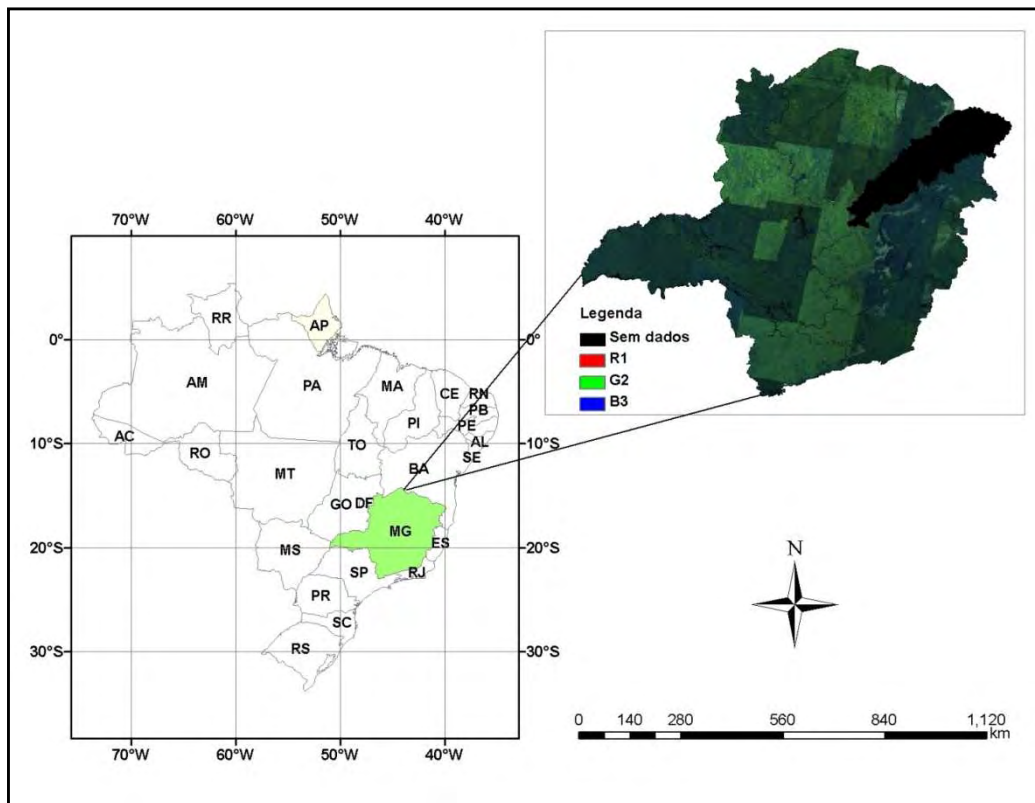 70°W 60°W 50°W 40°W
0° 0°
10°S 10°S
20°S 20°S
30°S 30°S
70°W 60°W 50°W 40°W
RR
AP
AM
PA
MA
CE
RN
PB
PI
PE
AC
AL
TO
SE
RO
BA
MT
GO
DF
MG
ES
MS
SP
RJ
PR
SC
RS
Legenda
Sem dados
R1
G2
B3
N
0 140 280 560 840 1,120
km